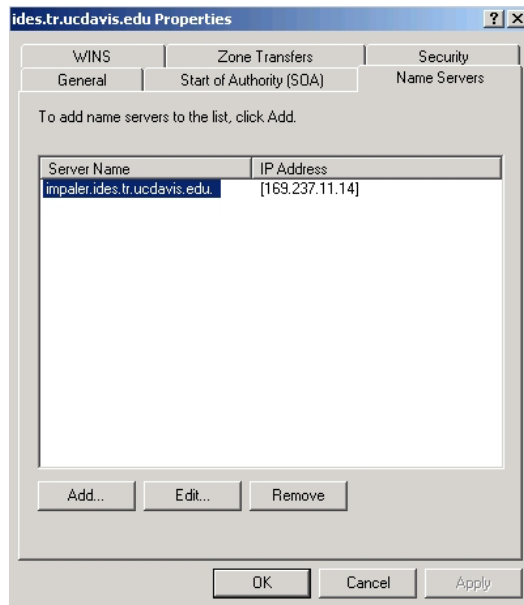 ides.tr.ucdavis.edu Properties
WINS Zone Transfers Security
General Start of Authority (SOA) Name Servers
To add name servers to the list, click Add.
Server Name IP Address
impaler.ides.tr.ucdavis.edu. [169.237.11.14]
Add... Edit... Remove
OK Cancel Apply